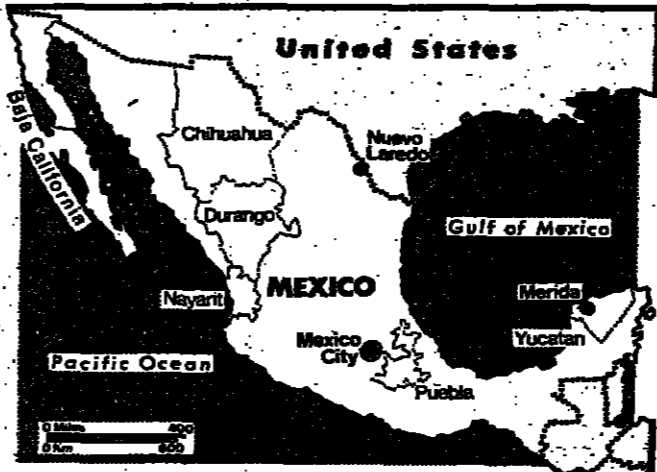 United States
Baja California
Chihuahua
Nuevo
Laredo
Durango
Gulf of Mexico
Nayarit
MEXICO
Merida
Mexico
City
Yucatan
Pacific Ocean
Puebla
0 Miles 400
0 Km 600